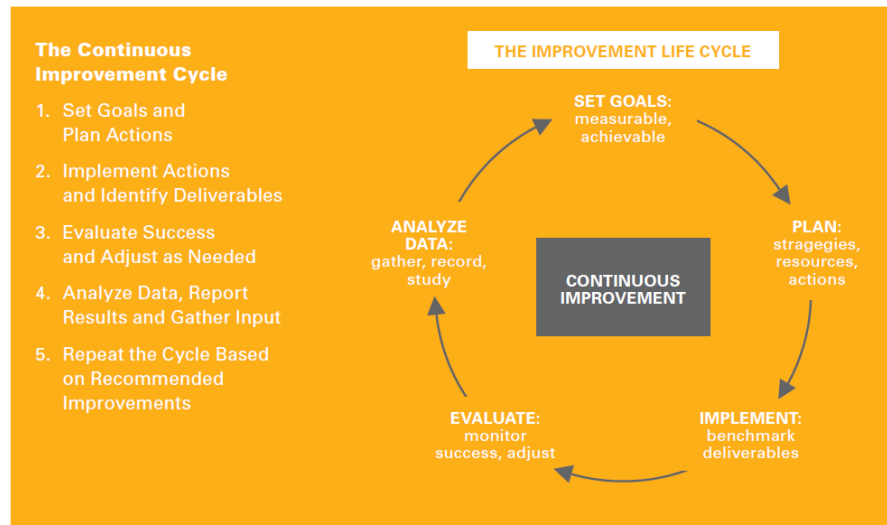 The Continuous
Improvement Cycle
1. Set Goals and
Plan Actions
2. Implement Actions
and Identify Deliverables
3. Evaluate Success
and Adjust as Needed
4. Analyze Data, Report
Results and Gather Input
5. Repeat the Cycle Based
on Recommended
Improvements
THE IMPROVEMENT LIFE CYCLE
SET GOALS:
measurable,
achievable
PLAN:
stragegies,
resources,
actions
IMPLEMENT:
benchmark
deliverables
EVALUATE:
monitor
success, adjust
ANALYZE
DATA:
gather, record,
study
CONTINUOUS
IMPROVEMENT